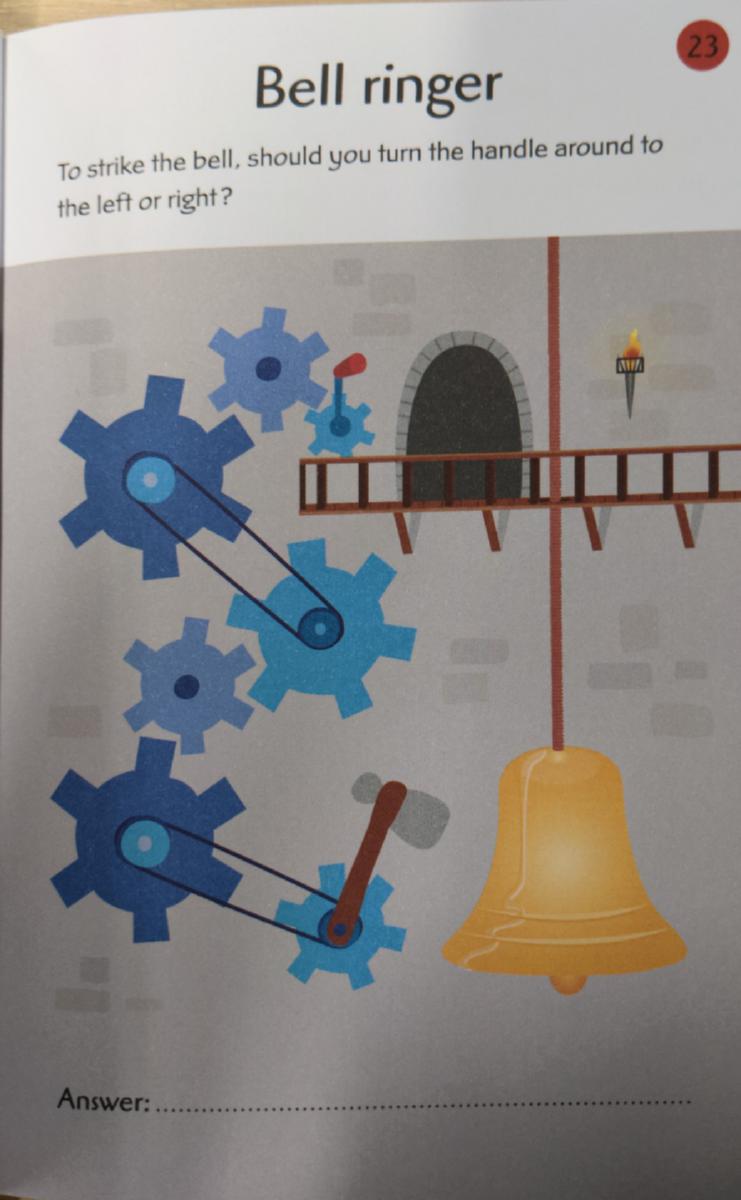 23
Bell ringer
To strike the bell, should you turn the handle around to
the left or right?
Answer:.................................................................................